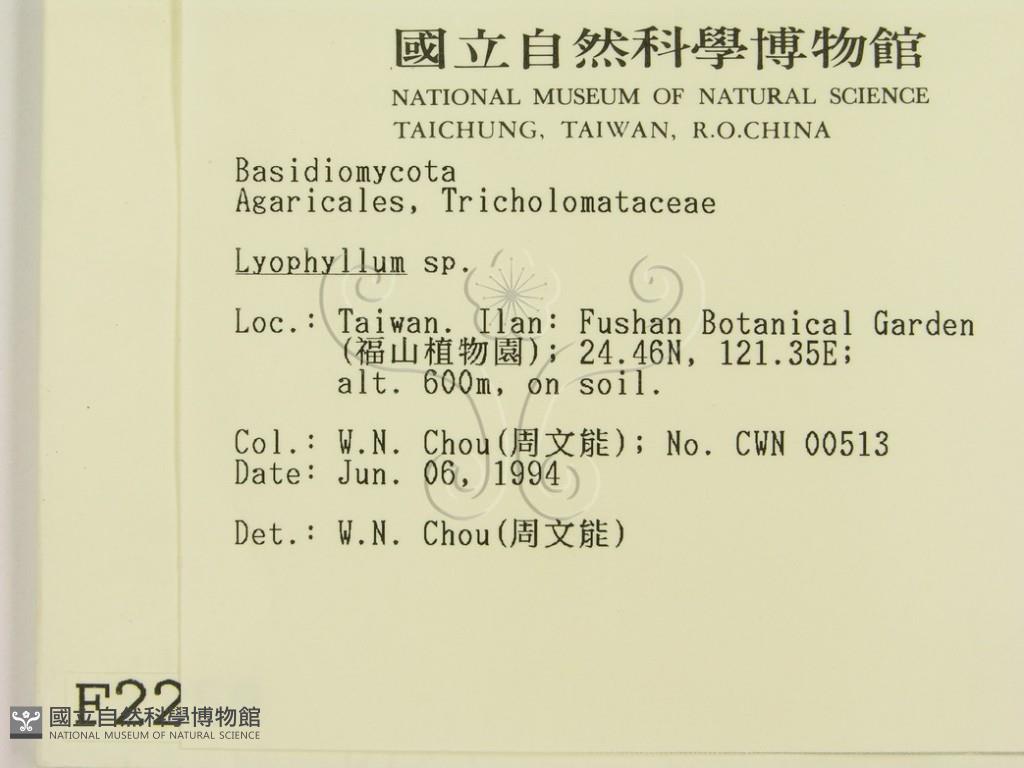 國立自然科學博物館
NATIONAL MUSEUM OF NATURAL SCIENCE
TAICHUNG, TAIWAN, R.O.CHINA
Basidiomycota
Agaricales, Tricholomataceae
Lyophyllum sp.
Loc.: Taiwan. Ilan: Fushan Botanical Garden
(福山植物園); 24.46N, 121.35E;
alt. 600m, on soil.
Col.: W.N. Chou(周文能); No. CWN 00513
Date: Jun. 06, 1994
Det.: W.N. Chou(周文能)
F22
國立自然科學博物館
NATIONAL MUSEUM OF NATURAL SCIENCE